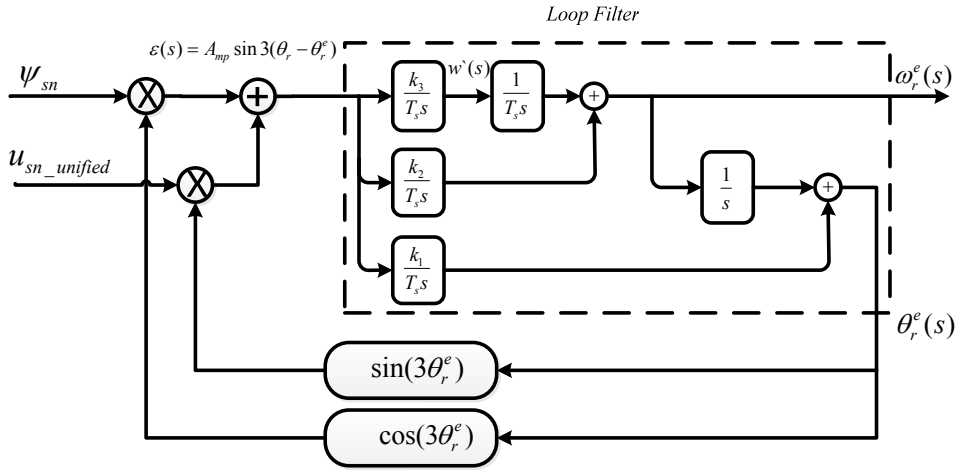 Loop Filter
ε(s) = A_mp sin 3(θ_r − θ_r^e)
ψ_sn
X
+
k_3 / T_s s
w`(s)
1 / T_s s
+
ω_r^e(s)
u_sn_unified
X
k_2 / T_s s
1 / s
+
k_1 / T_s s
θ_r^e(s)
sin(3θ_r^e)
cos(3θ_r^e)